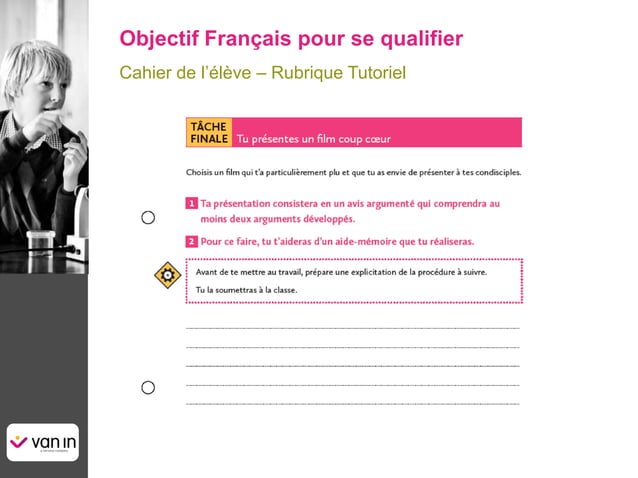 Objectif Français pour se qualifier
Cahier de l’élève – Rubrique Tutoriel
TÂCHE
FINALE Tu présentes un film coup cœur
Choisis un film qui t’a particulièrement plu et que tu as envie de présenter à tes condisciples.
1 Ta présentation consistera en un avis argumenté qui comprendra au
moins deux arguments développés.
2 Pour ce faire, tu t’aideras d’un aide-mémoire que tu réaliseras.
Avant de te mettre au travail, prépare une explicitation de la procédure à suivre.
Tu la soumettras à la classe.
van in